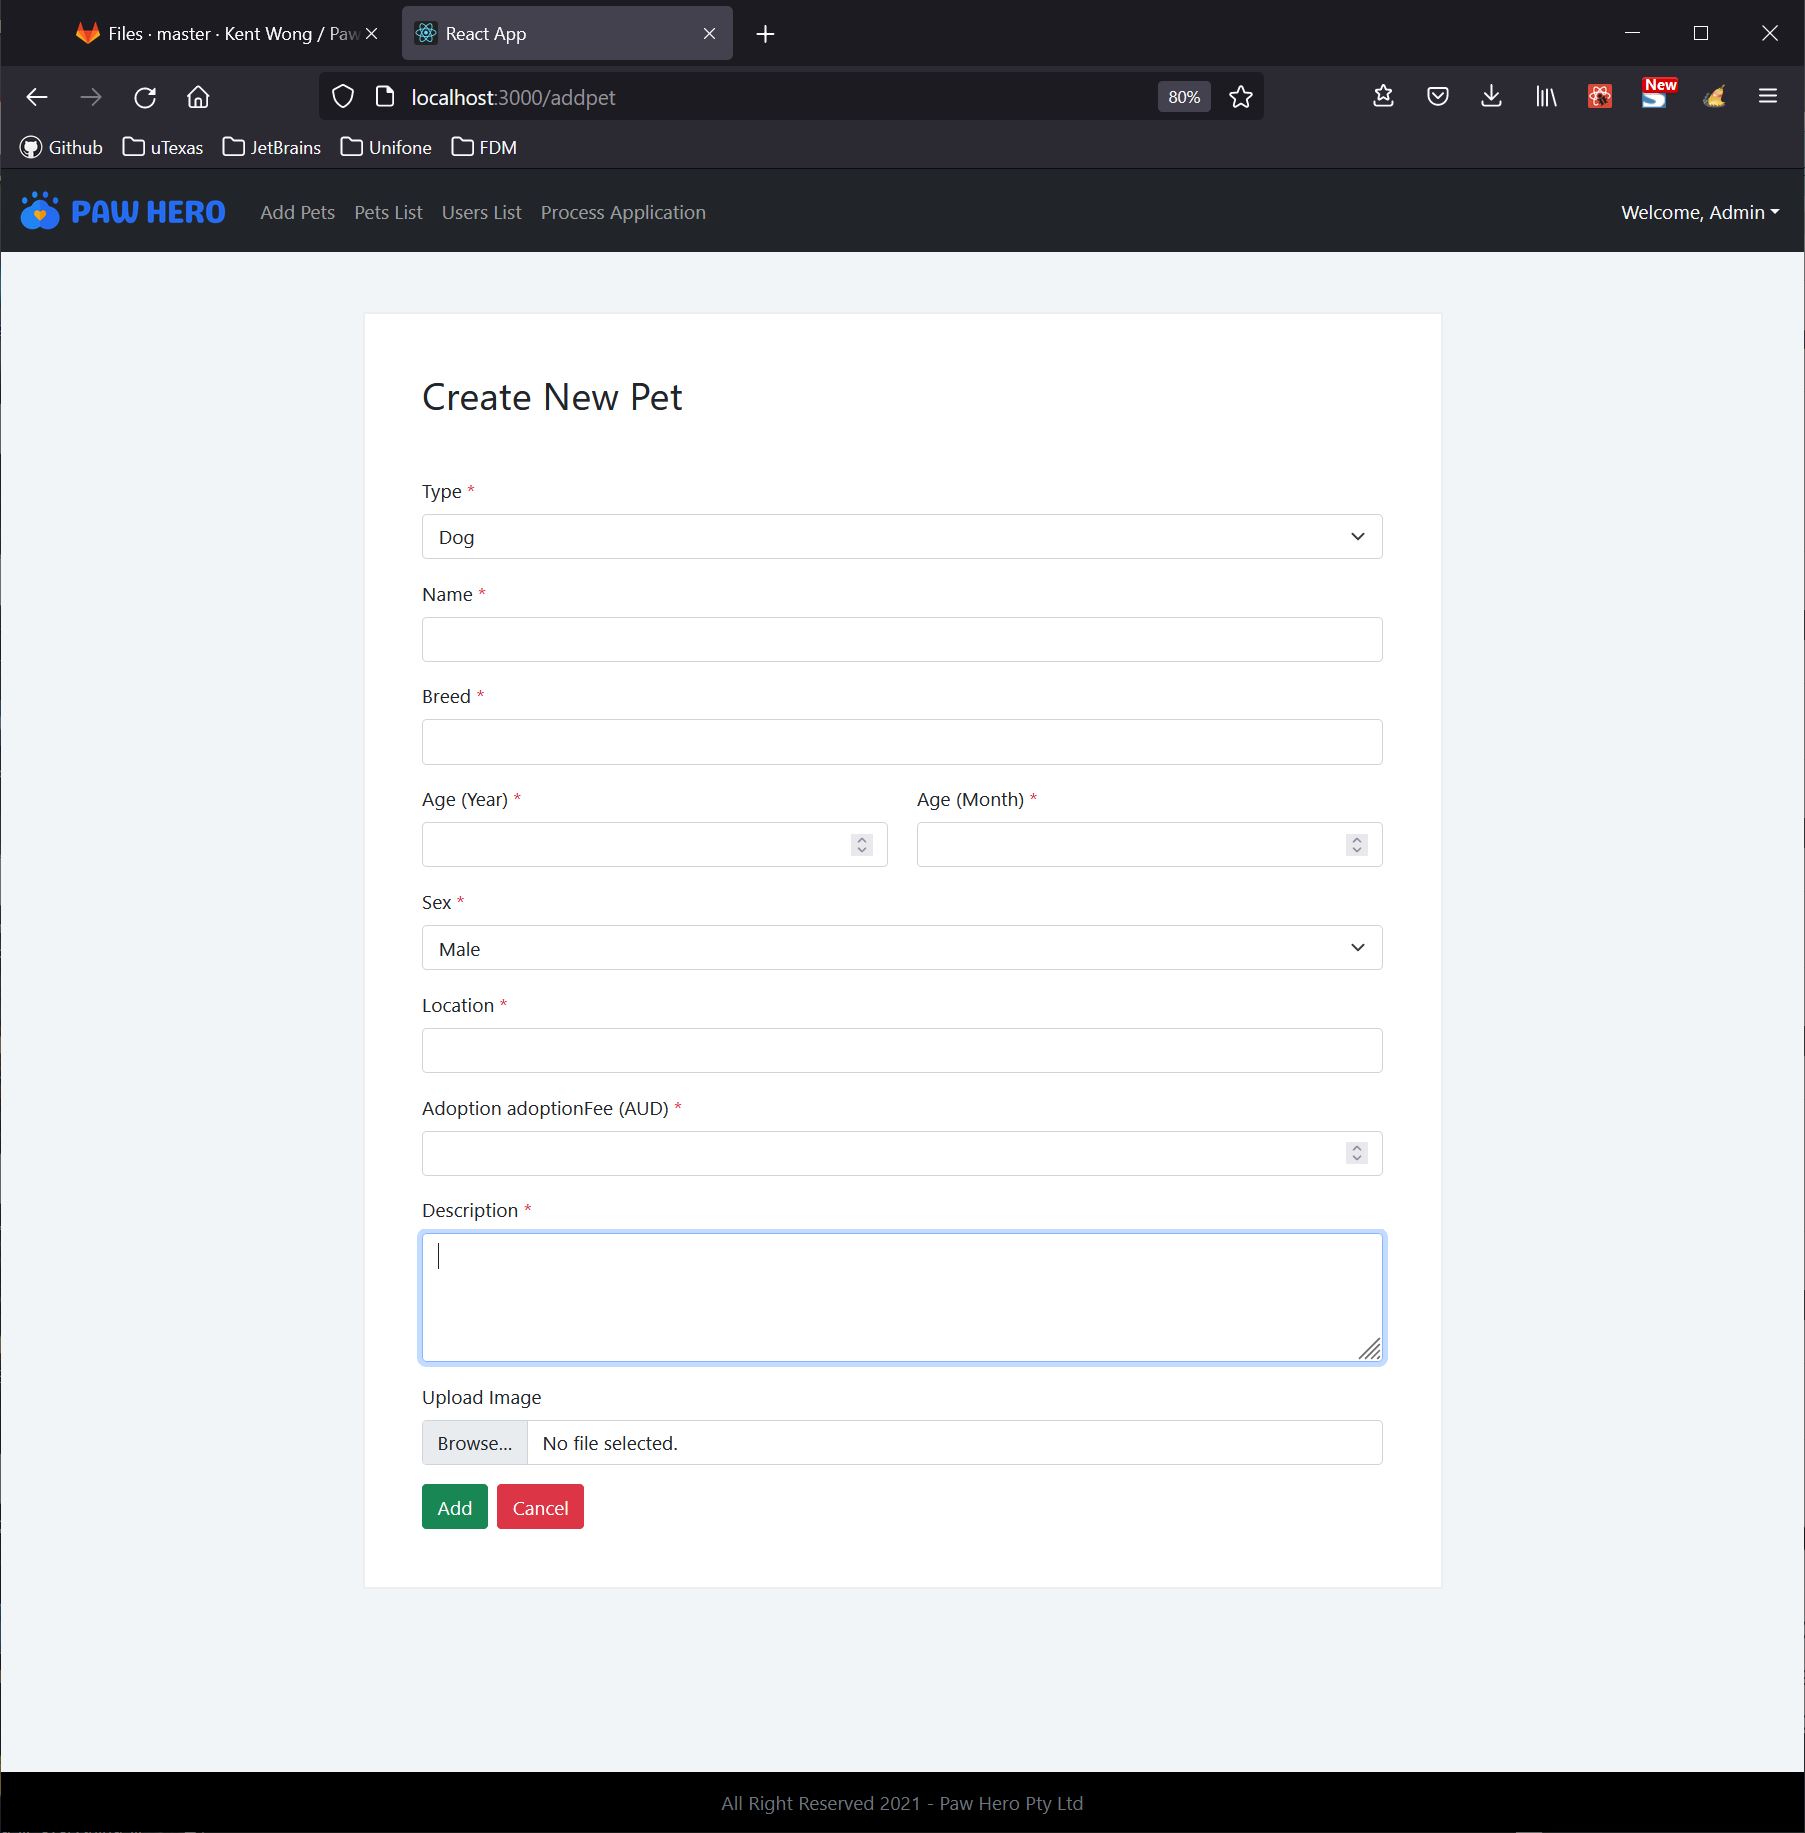 Files · master · Kent Wong / Paw
React App
localhost:3000/addpet
80%
New
Github
uTexas
JetBrains
Unifone
FDM
PAW HERO
Add Pets
Pets List
Users List
Process Application
Welcome, Admin
Create New Pet
Type *
Dog
Name *
Breed *
Age (Year) *
Age (Month) *
Sex *
Male
Location *
Adoption adoptionFee (AUD) *
Description *
Upload Image
Browse...
No file selected.
Add
Cancel
All Right Reserved 2021 - Paw Hero Pty Ltd